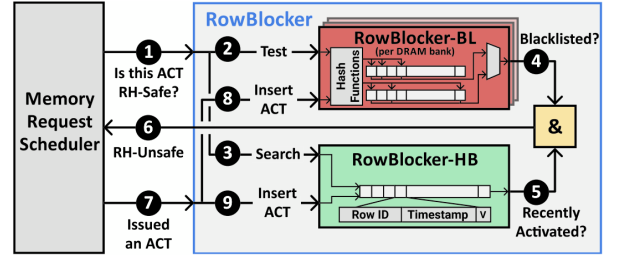 RowBlocker
Memory
Request
Scheduler
1
Is this ACT
RH-Safe?
2
Test
RowBlocker-BL
(per DRAM bank)
Hash
Functions
Blacklisted?
4
8
Insert
ACT
6
RH-Unsafe
&
3
Search
RowBlocker-HB
7
Issued
an ACT
9
Insert
ACT
Row ID
Timestamp
V
5
Recently
Activated?